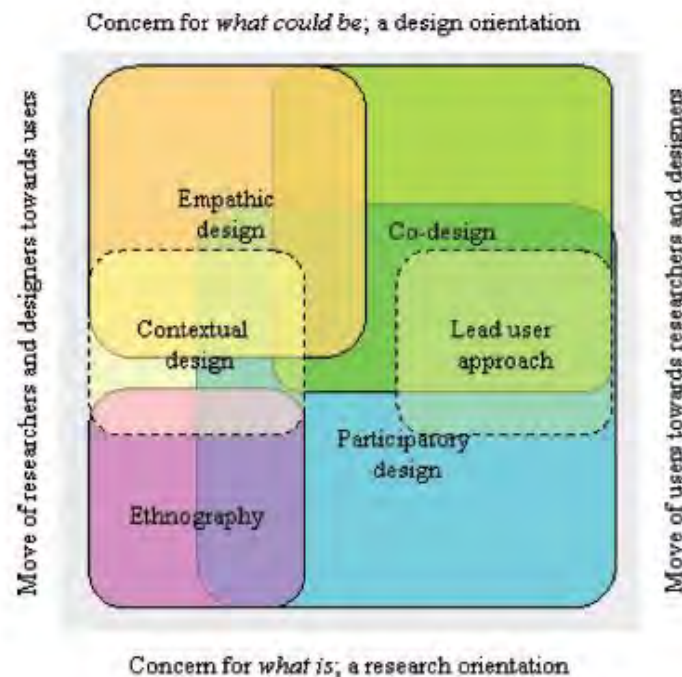 Concern for what could be; a design orientation
Move of researchers and designers towards users
Move of users towards researchers and designers
Empathic
design
Co-design
Contextual
design
Lead user
approach
Participatory
design
Ethnography
Concern for what is; a research orientation